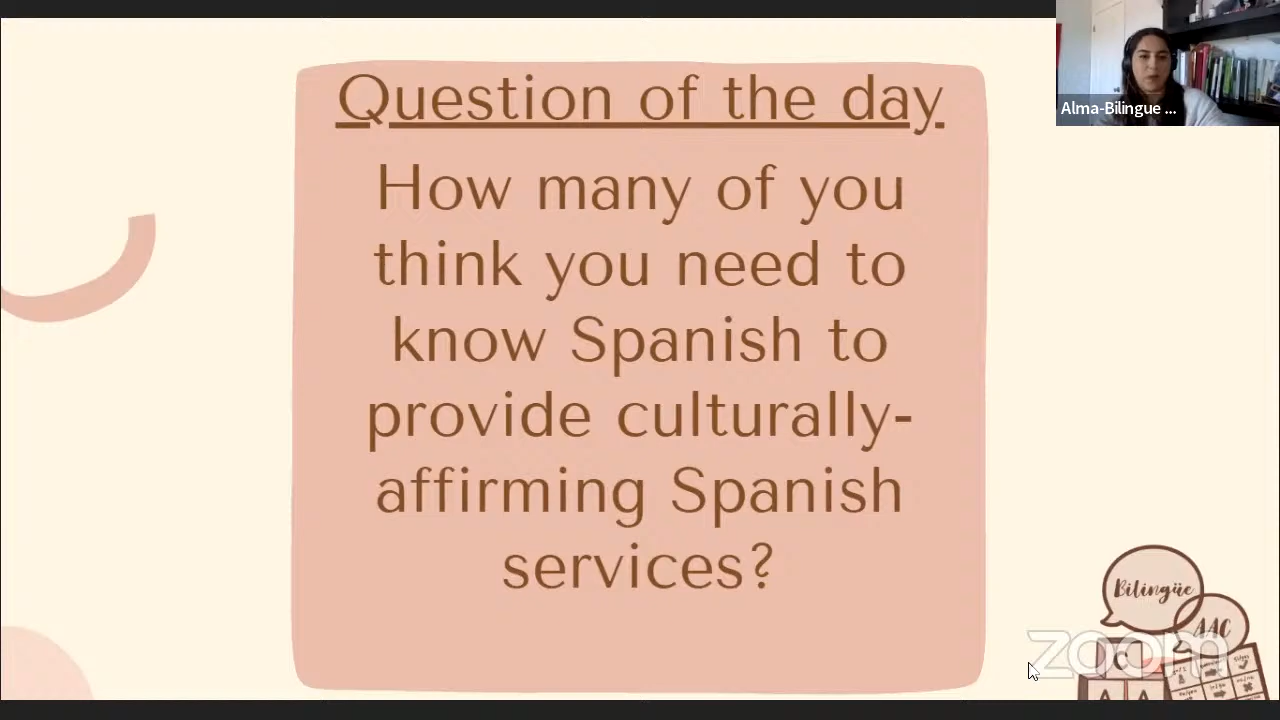 Question of the day
How many of you
think you need to
know Spanish to
provide culturally-
affirming Spanish
services?
Alma-Bilingue ...
Bilingüe
AAC
zoom